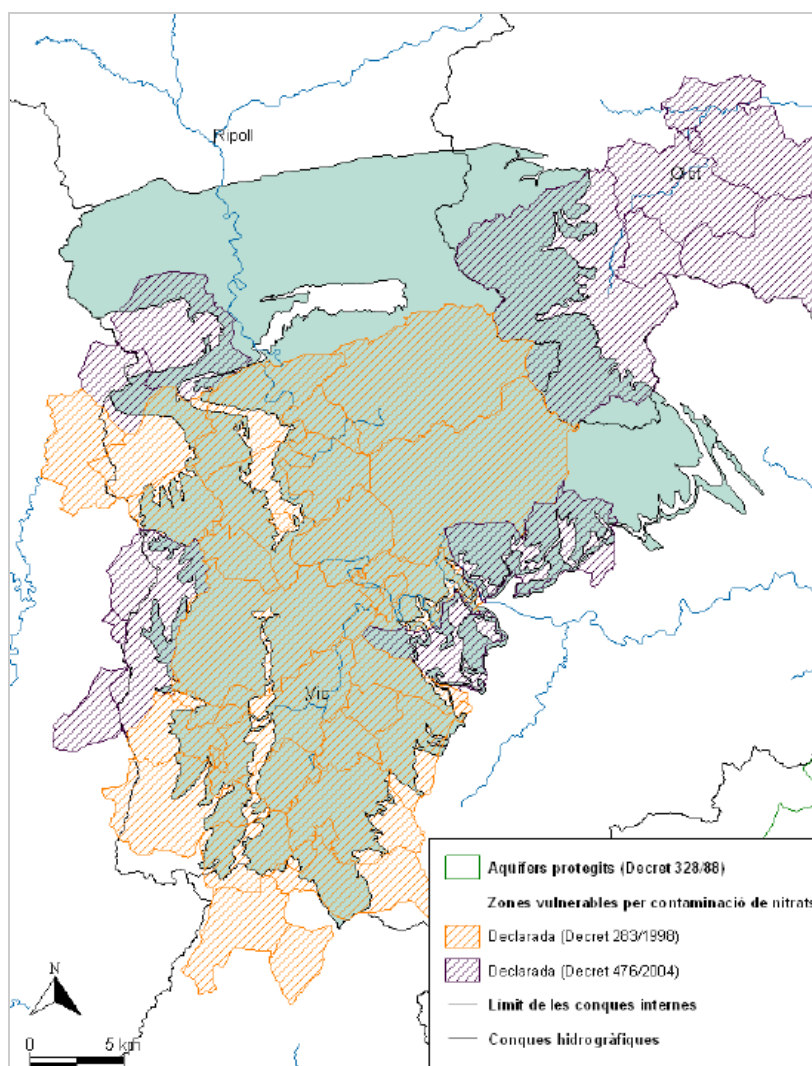 Ripoll
Olot
Vic
Aqüífers protegits (Decret 328/88)
Zones vulnerables per contaminació de nitrats
Declarada (Decret 283/1998)
Declarada (Decret 476/2004)
Límit de les conques internes
Conques hidrogràfiques
N
0 5 km